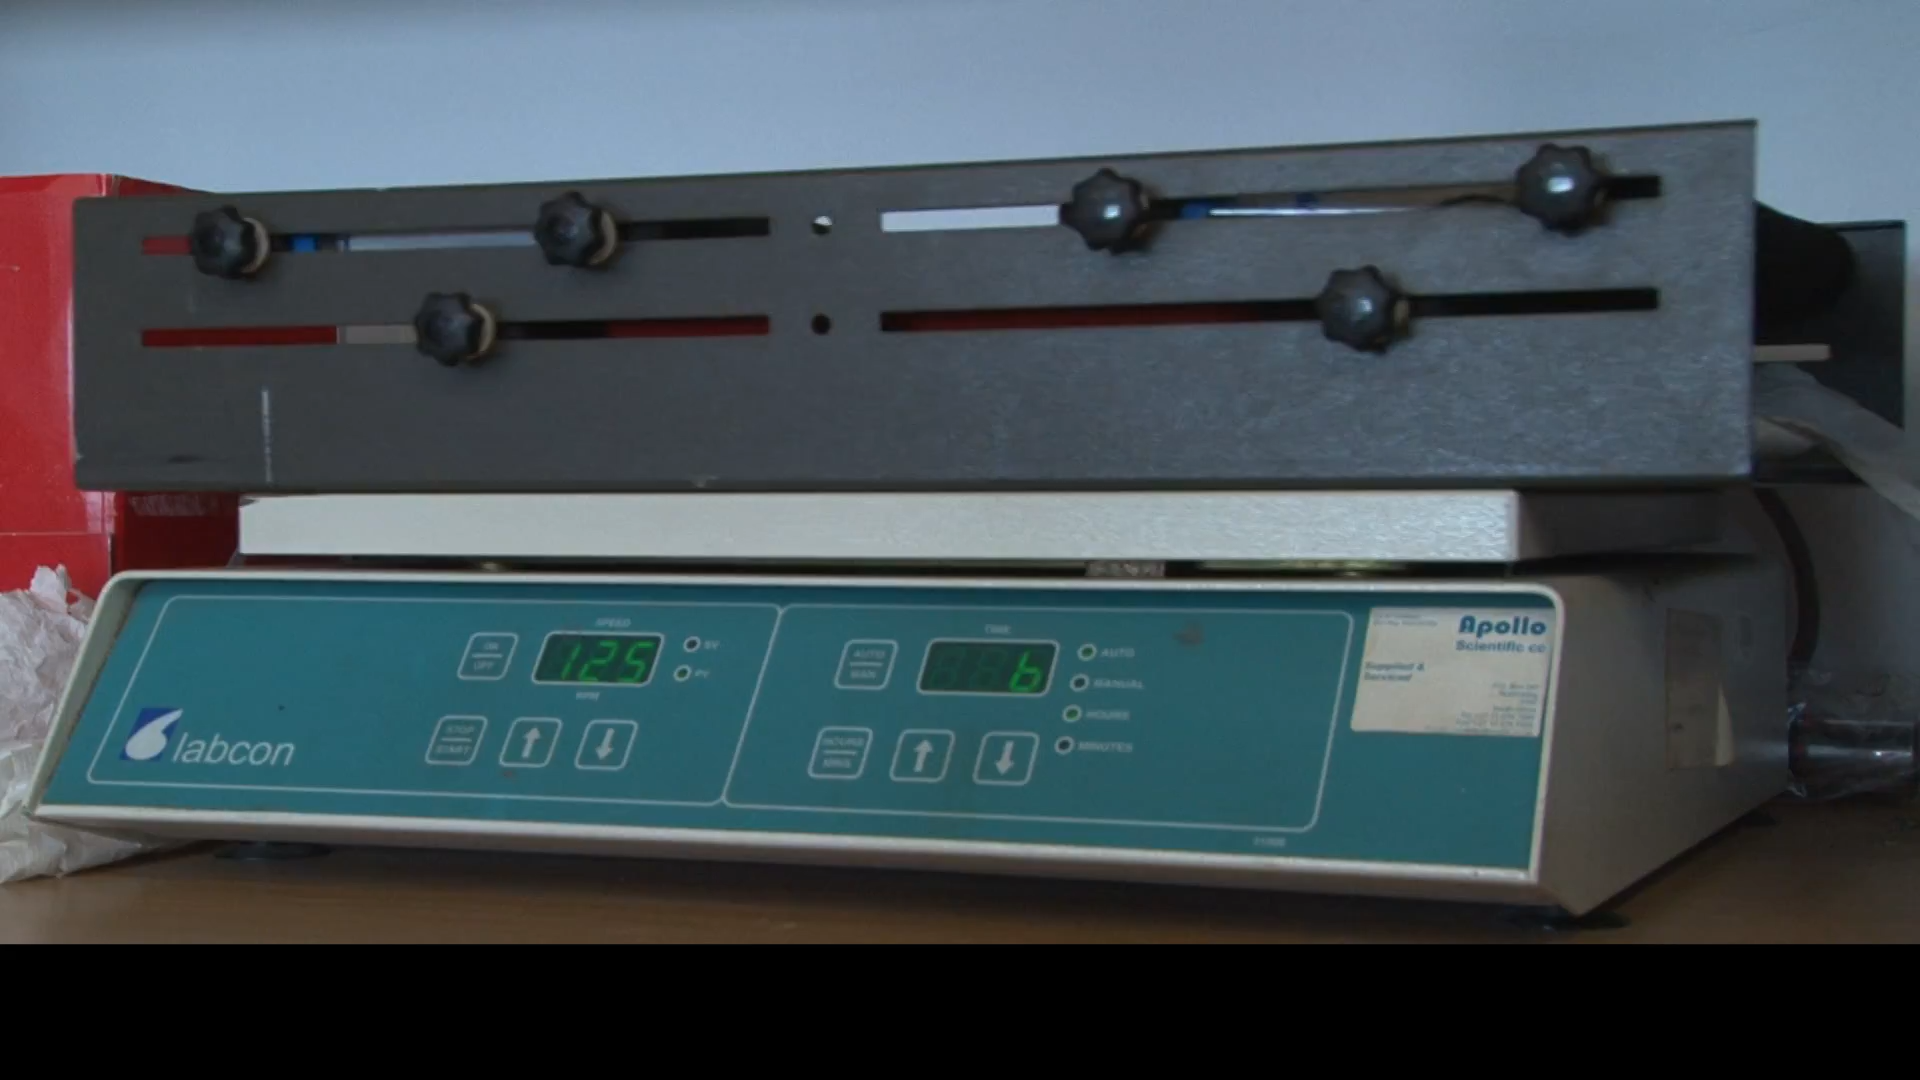 SPEED
ON
OFF
125
SV
PV
STOP
START
labcon
TIME
AUTO
MAN
6
AUTO
MANUAL
HOURS
MINUTES
HOURS
MINS
Apollo
Scientific cc
Supplied &
Serviced